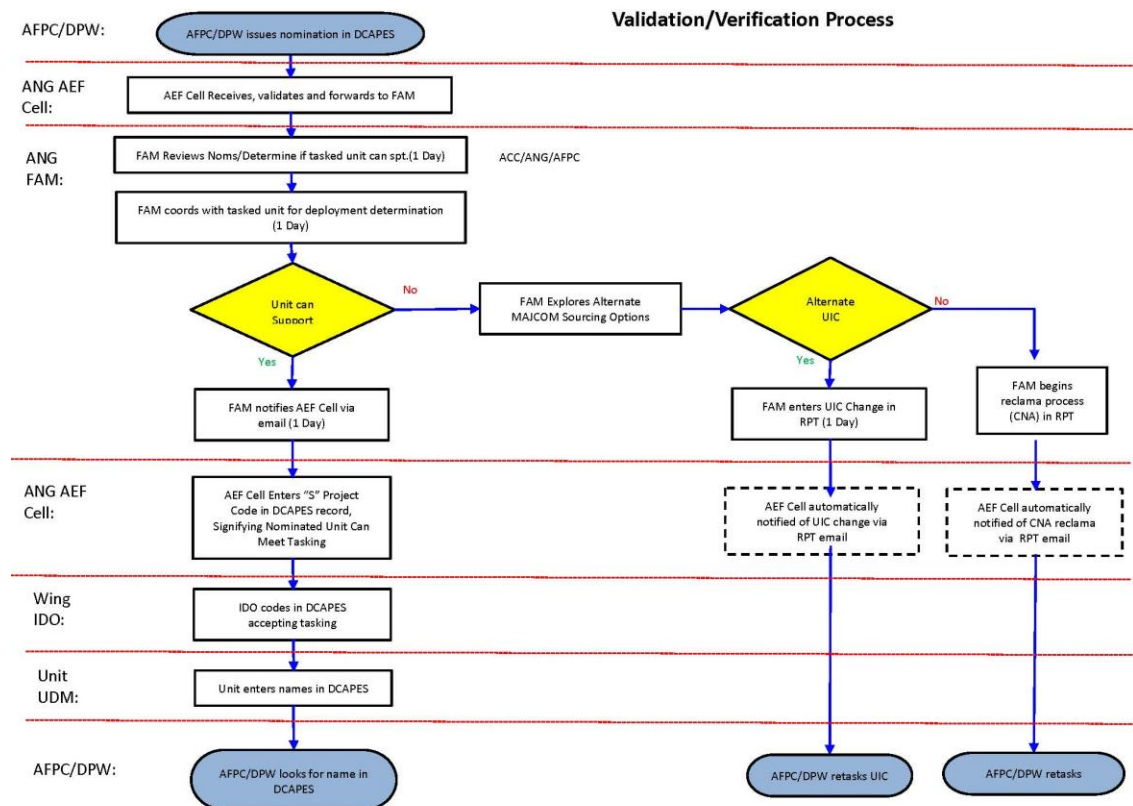 Validation/Verification Process
AFPC/DPW:
AFPC/DPW issues nomination in DCAPES
ANG AEF
Cell:
AEF Cell Receives, validates and forwards to FAM
ANG
FAM:
FAM Reviews Noms/Determine if tasked unit can spt.(1 Day)
ACC/ANG/AFPC
FAM coords with tasked unit for deployment determination
(1 Day)
Unit can
Support
No
FAM Explores Alternate
MAJCOM Sourcing Options
Alternate
UIC
No
Yes
Yes
FAM notifies AEF Cell via
email (1 Day)
FAM enters UIC Change in
RPT (1 Day)
FAM begins
reclama process
(CNA) in RPT
ANG AEF
Cell:
AEF Cell Enters “S” Project
Code in DCAPES record,
Signifying Nominated Unit Can
Meet Tasking
AEF Cell automatically
notified of UIC change via
RPT email
AEF Cell automatically
notified of CNA reclama
via RPT email
Wing
IDO:
IDO codes in DCAPES
accepting tasking
Unit
UDM:
Unit enters names in DCAPES
AFPC/DPW:
AFPC/DPW looks for name in
DCAPES
AFPC/DPW retasks UIC
AFPC/DPW retasks